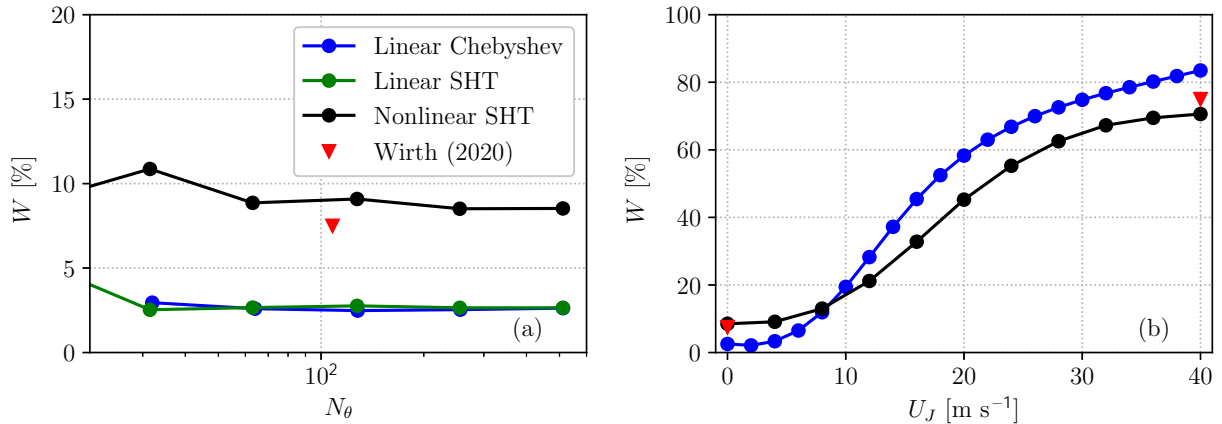 20
15
10
5
0
W [%]
Linear Chebyshev
Linear SHT
Nonlinear SHT
Wirth (2020)
(a)
10²
N_θ
100
80
60
40
20
0
W [%]
(b)
0 10 20 30 40
U_J [m s⁻¹]